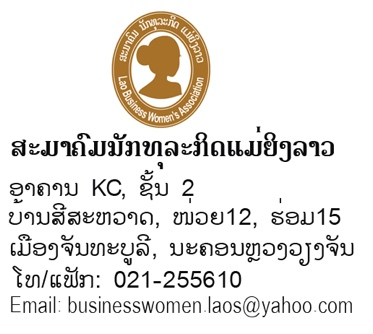 ສະມາຄົມ ນັກທຸລະກິດ ແມ່ຍິງລາວ
Lao Business Women's Association
ສະມາຄົມນັກທຸລະກິດແມ່ຍິງລາວ
ອາຄານ KC, ຊັ້ນ 2
ບ້ານສີສະຫວາດ, ໜ່ວຍ12, ຮ່ອມ15
ເມືອງຈັນທະບູລີ, ນະຄອນຫຼວງວຽງຈັນ
ໂທ/ແຟັກ: 021-255610
Email: businesswomen.laos@yahoo.com